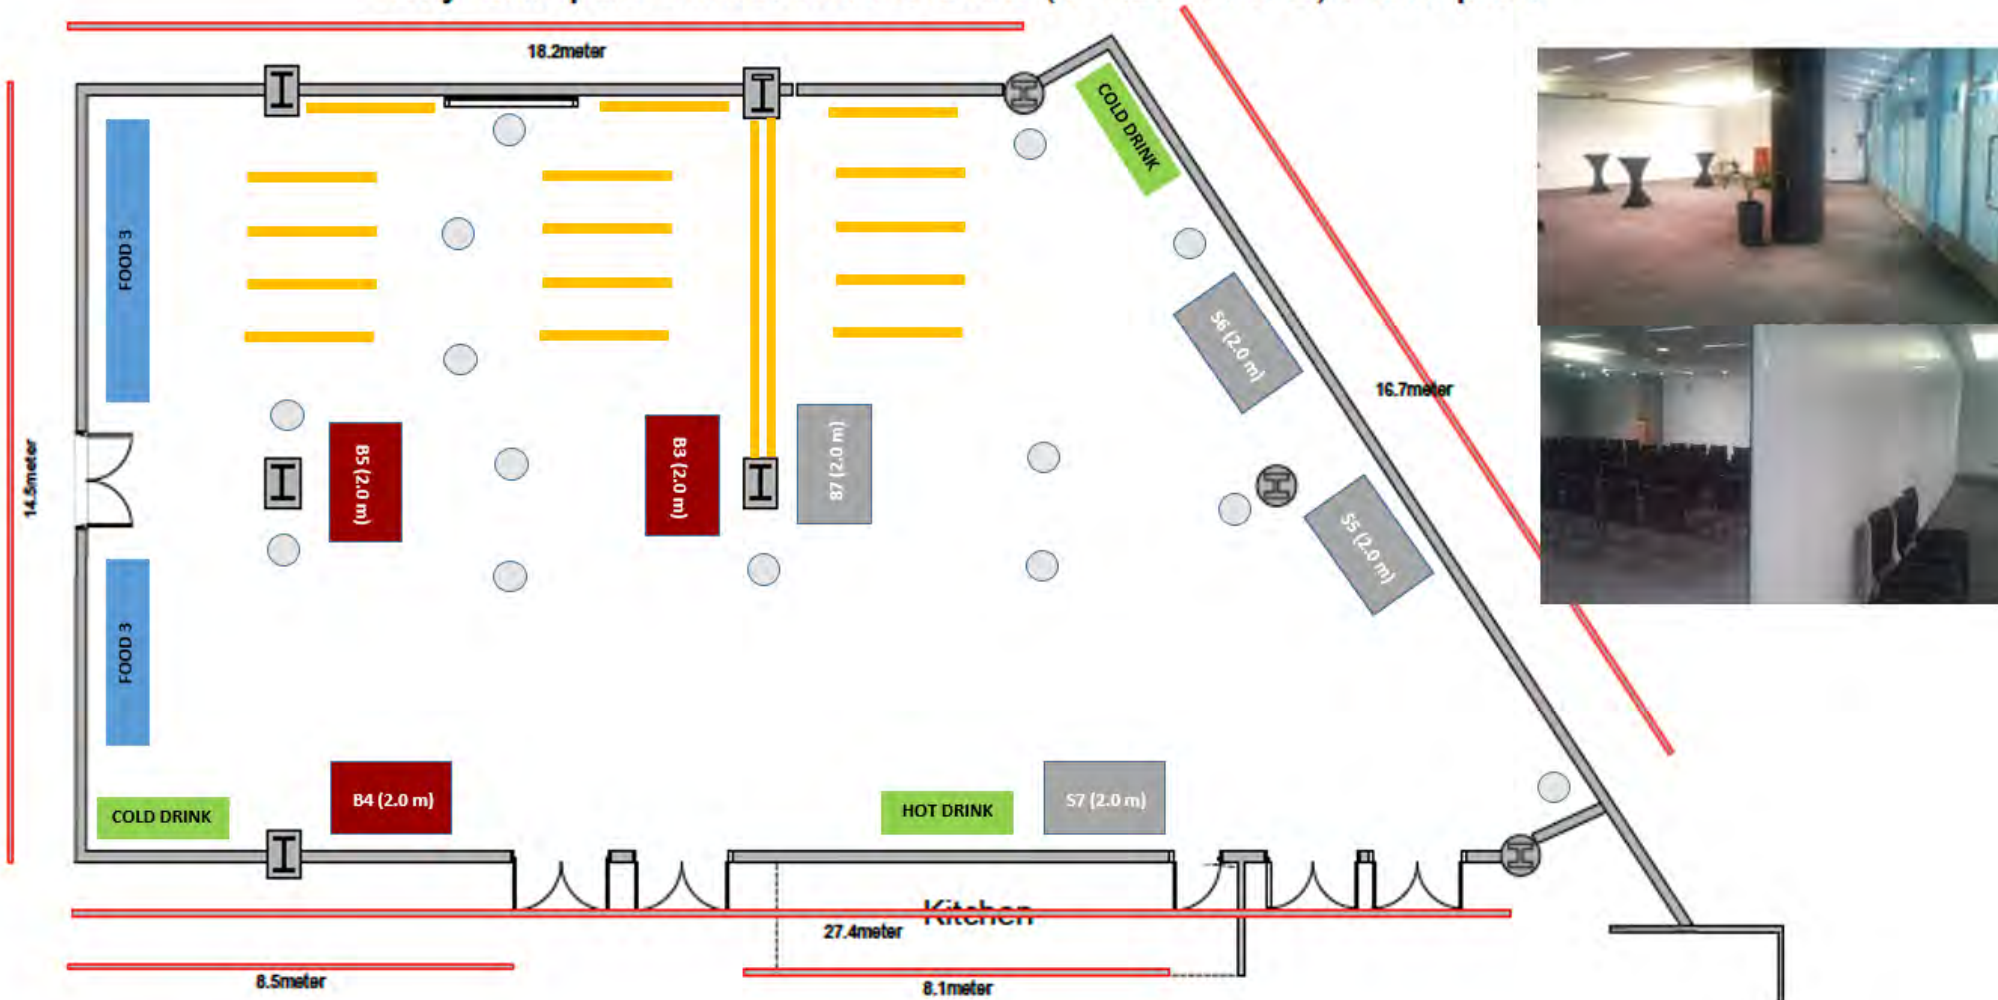 18.2meter
COLD DRINK
FOOD 3
S6 (2.0 m)
16.7meter
14.5meter
B5 (2.0 m)
B3 (2.0 m)
B7 (2.0 m)
S5 (2.0 m)
FOOD 3
B4 (2.0 m)
S7 (2.0 m)
COLD DRINK
HOT DRINK
Kitchen
27.4meter
8.5meter
8.1meter